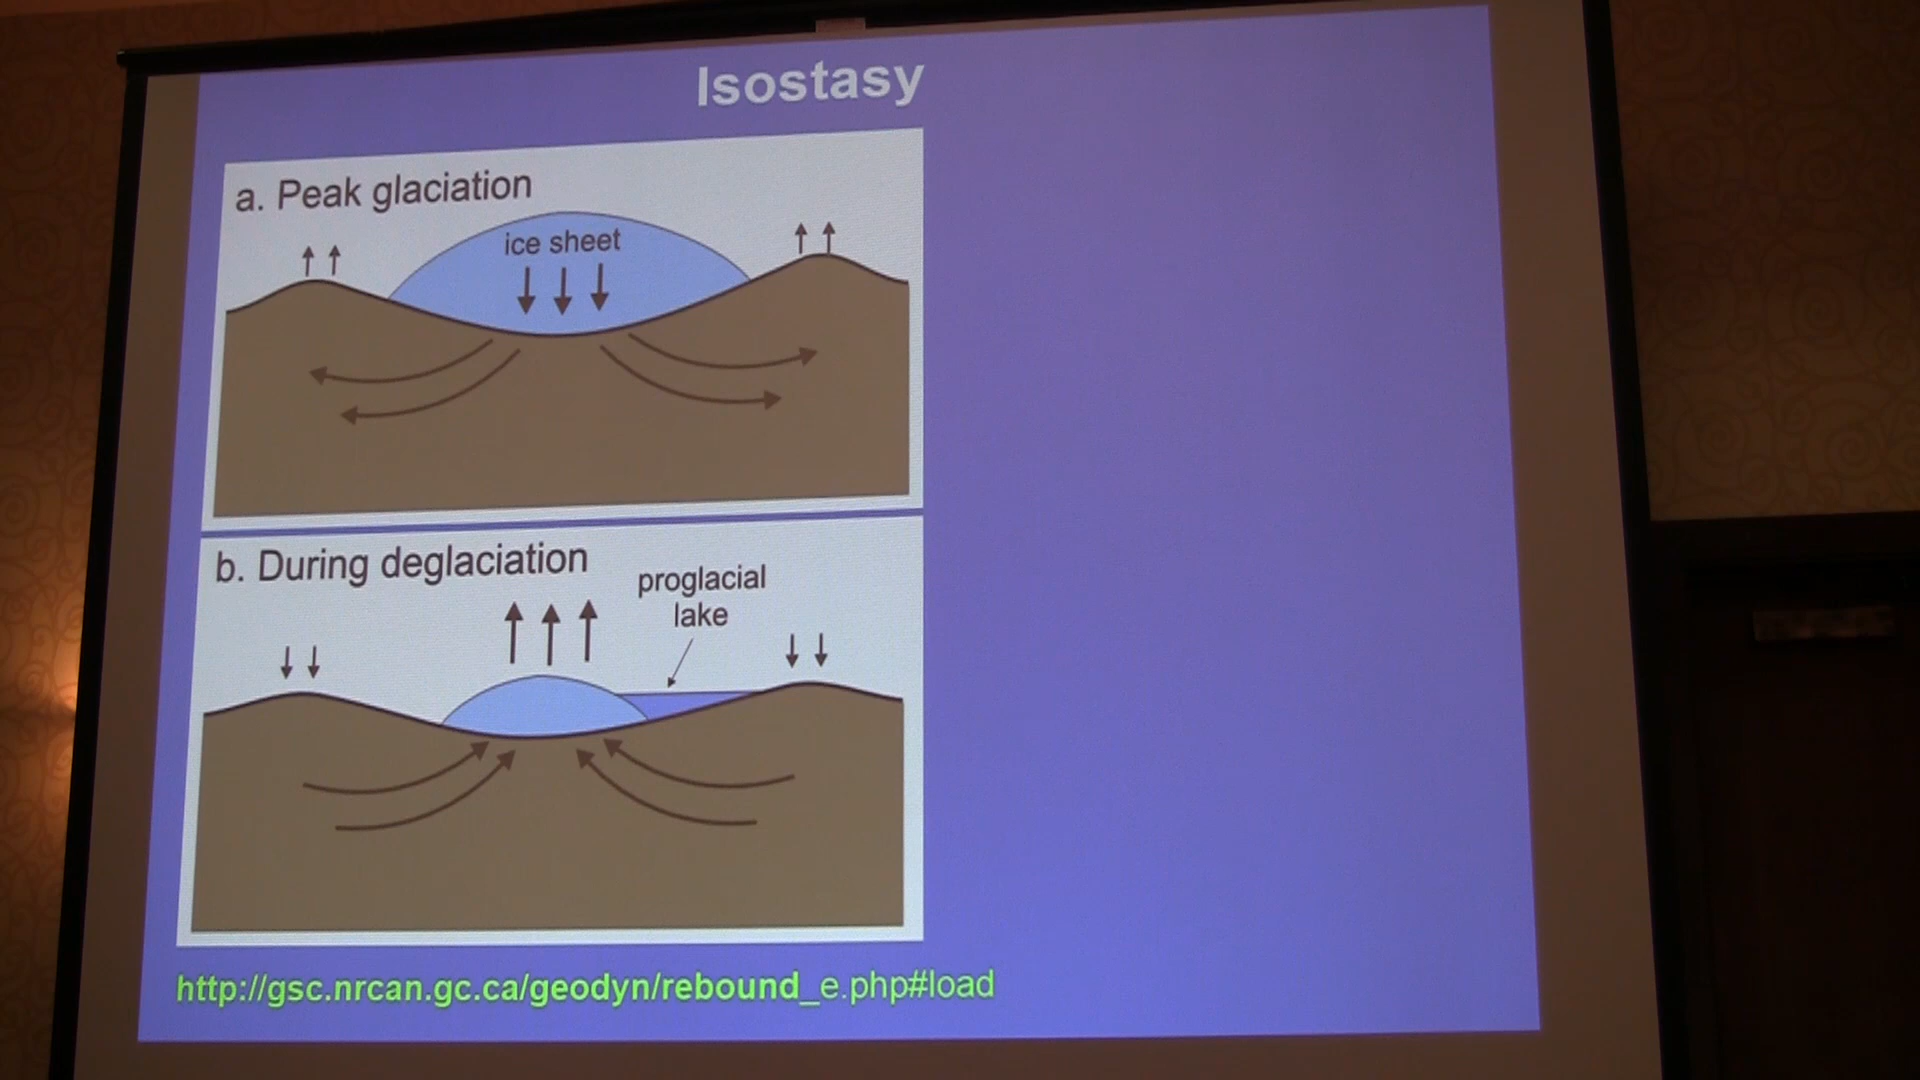 Isostasy
a. Peak glaciation
ice sheet
b. During deglaciation
proglacial
lake
http://gsc.nrcan.gc.ca/geodyn/rebound_e.php#load